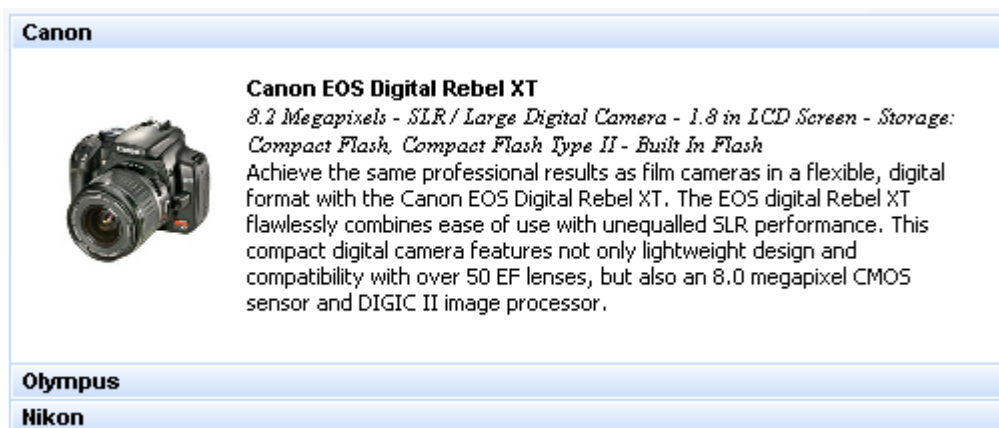 Canon
Canon EOS Digital Rebel XT
8.2 Megapixels - SLR / Large Digital Camera - 1.8 in LCD Screen - Storage:
Compact Flash, Compact Flash Type II - Built In Flash
Achieve the same professional results as film cameras in a flexible, digital
format with the Canon EOS Digital Rebel XT. The EOS digital Rebel XT
flawlessly combines ease of use with unequalled SLR performance. This
compact digital camera features not only lightweight design and
compatibility with over 50 EF lenses, but also an 8.0 megapixel CMOS
sensor and DIGIC II image processor.
Olympus
Nikon